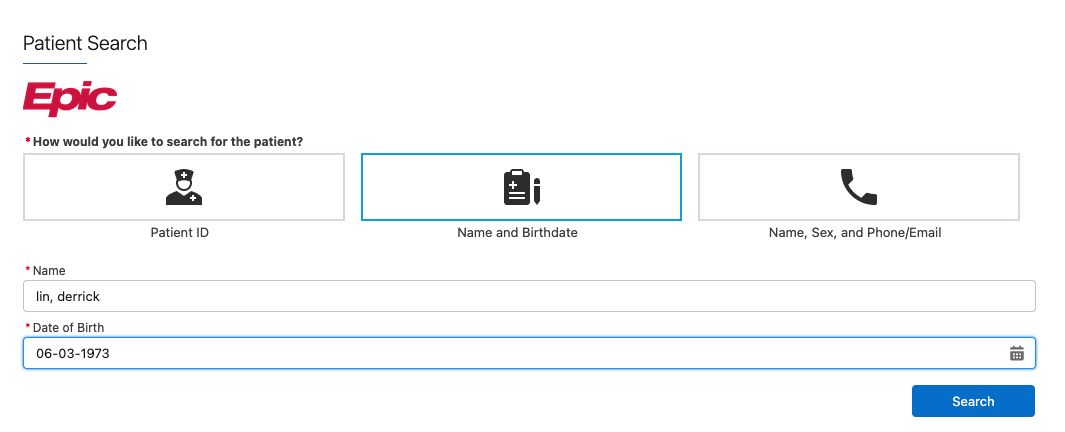 Patient Search
Epic
* How would you like to search for the patient?
Patient ID
Name and Birthdate
Name, Sex, and Phone/Email
* Name
lin, derrick
* Date of Birth
06-03-1973
Search